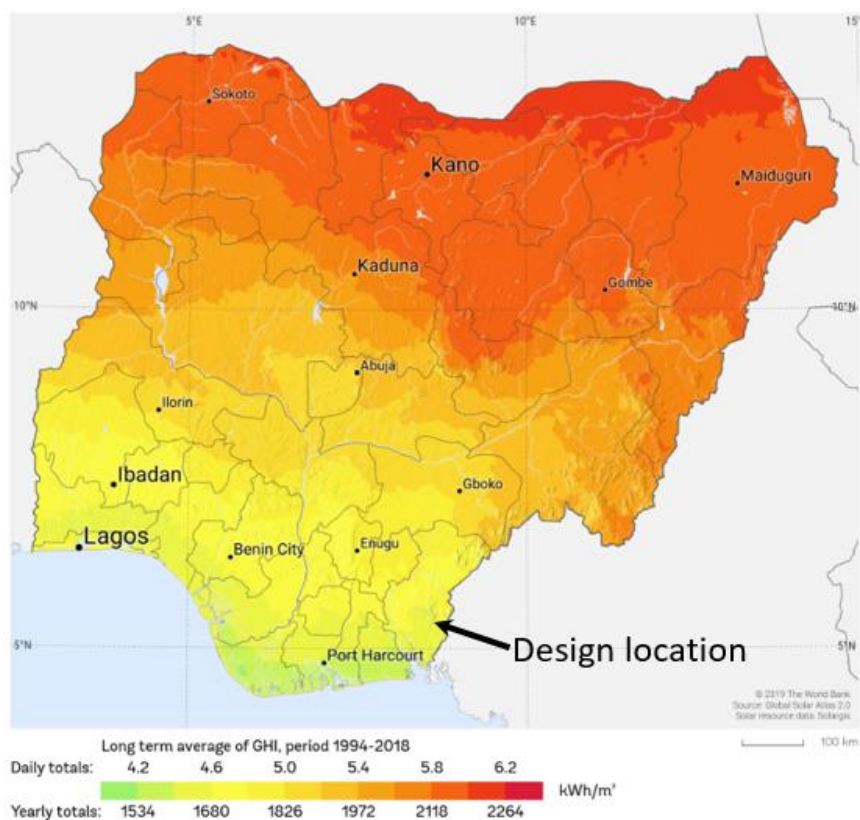 5°E 10°E 15°
Sokoto
Kano
Maiduguri
Kaduna
Gombe
10°N 10°N
Abuja
Ilorin
Ibadan
Gboko
Lagos
Benin City
Enugu
5°N 5°N
Port Harcourt
Design location
© 2019 The World Bank
Source: Global Solar Atlas 2.0
Solar resource data: Solargis
100 km
Long term average of GHI, period 1994-2018
Daily totals: 4.2 4.6 5.0 5.4 5.8 6.2
kWh/m²
Yearly totals: 1534 1680 1826 1972 2118 2264